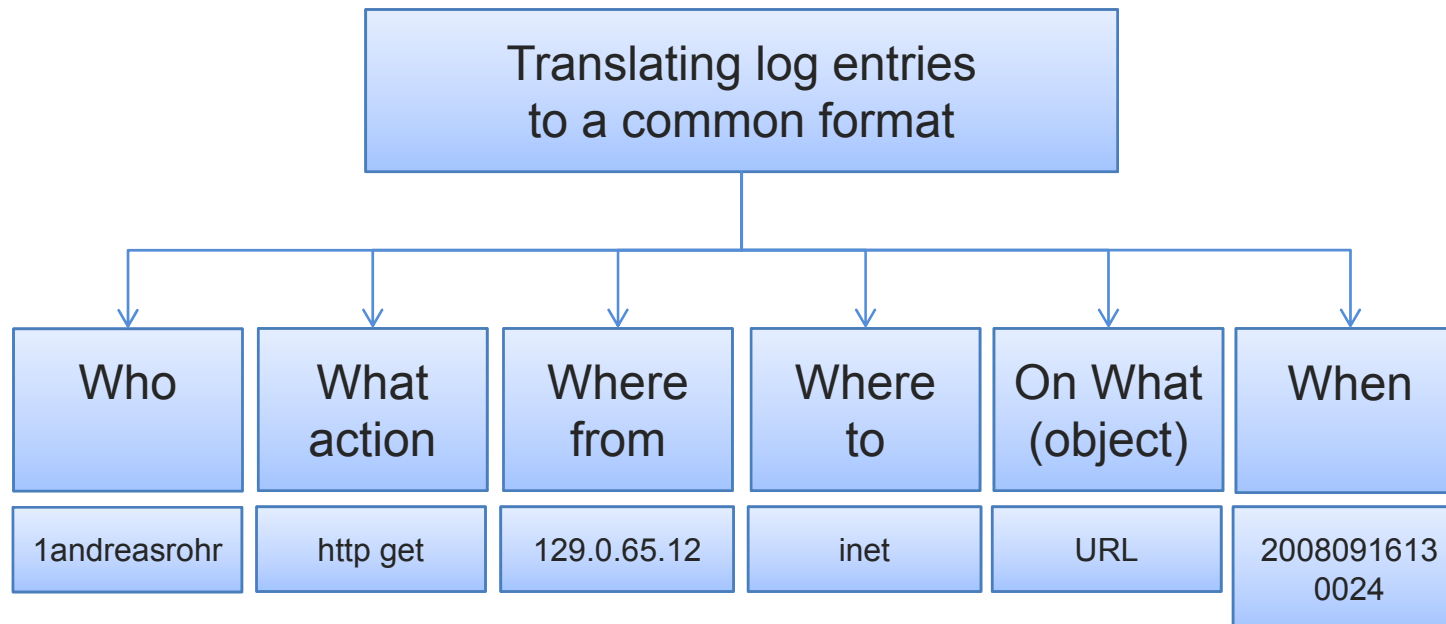 Translating log entries
to a common format
Who
What
action
Where
from
Where
to
On What
(object)
When
1andreasrohr
http get
129.0.65.12
inet
URL
2008091613
0024